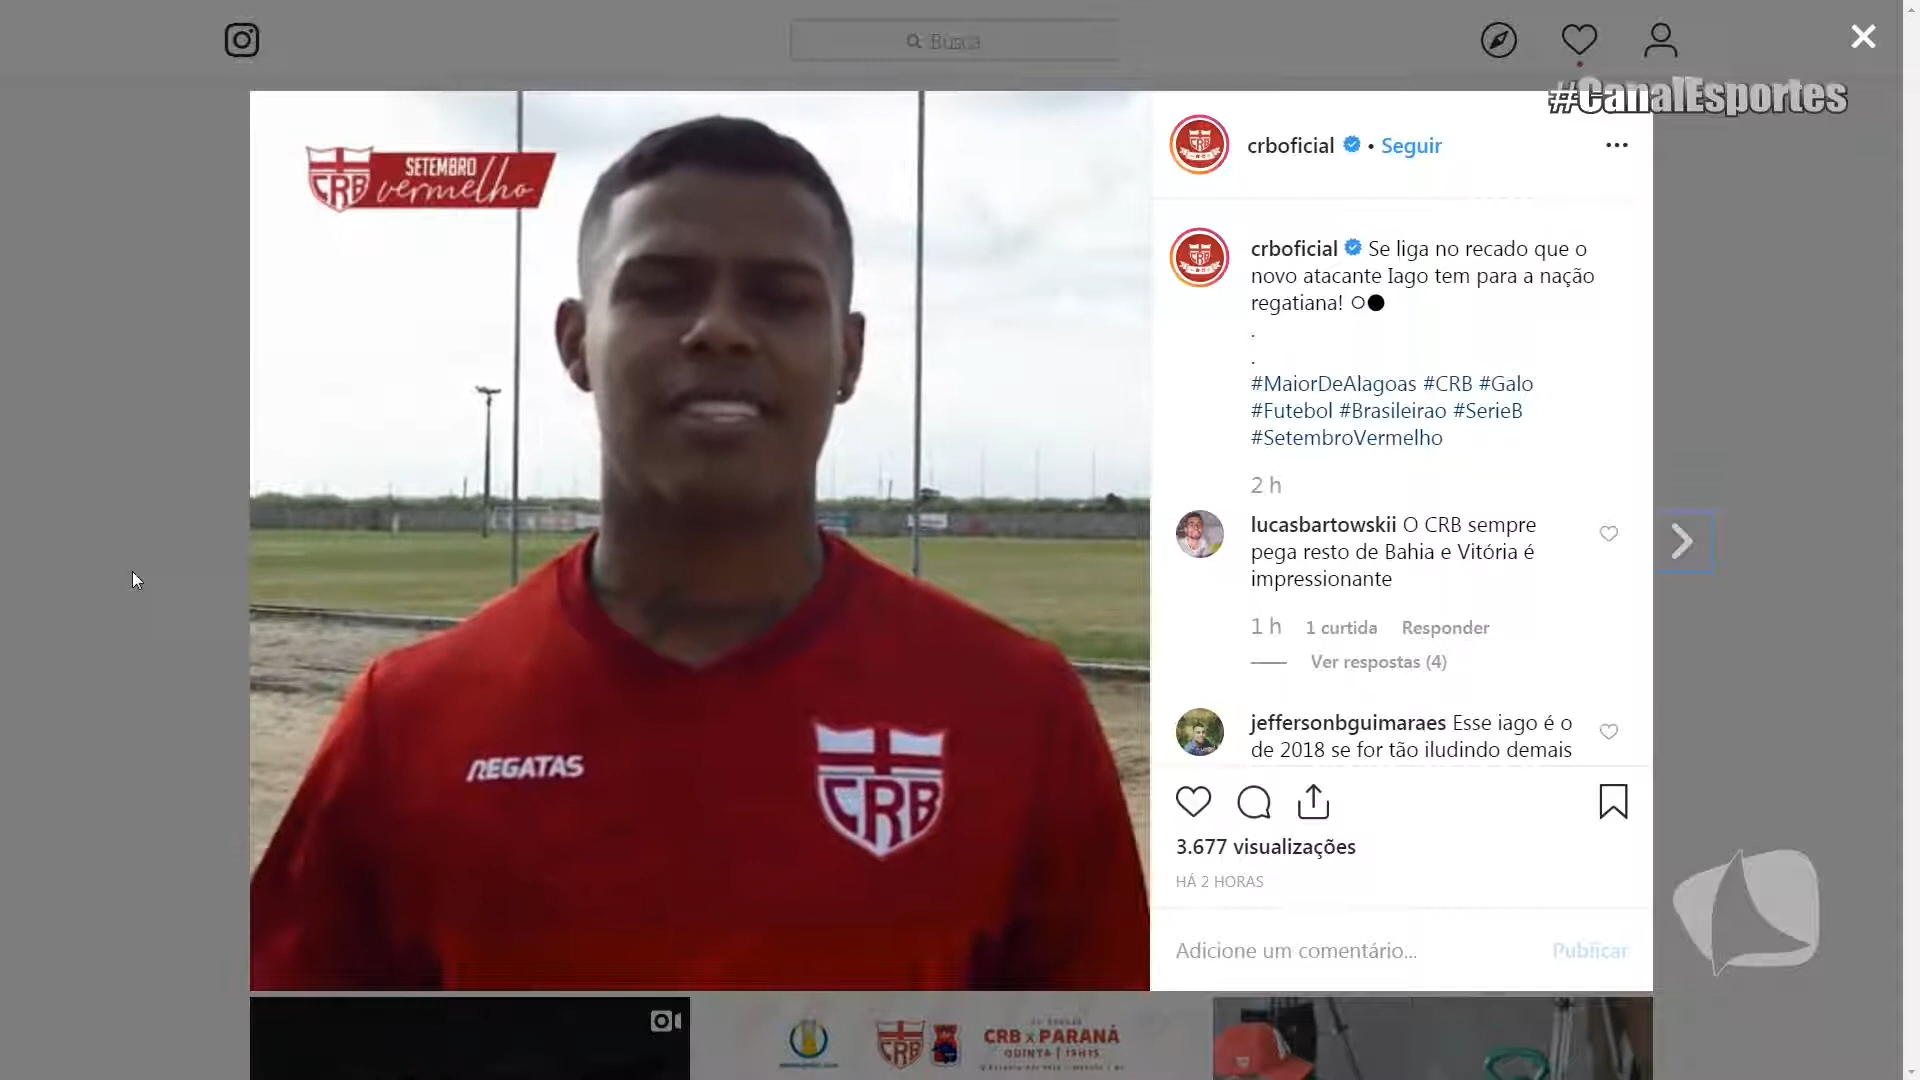 Busca
#CanalEsportes
SETEMBRO
vermelho
CRB
REGATAS
CRB
crboficial • Seguir
crboficial Se liga no recado que o
novo atacante Iago tem para a nação
regatiana! ○●
.
.
#MaiorDeAlagoas #CRB #Galo
#Futebol #Brasileirao #SerieB
#SetembroVermelho
2 h
lucasbartowskii O CRB sempre
pega resto de Bahia e Vitória é
impressionante
1 h 1 curtida Responder
Ver respostas (4)
jeffersonbguimaraes Esse iago é o
de 2018 se for tão iludindo demais
3.677 visualizações
HÁ 2 HORAS
Adicione um comentário... Publicar
CRB
CRB x PARANÁ
QUINTA | 19H15